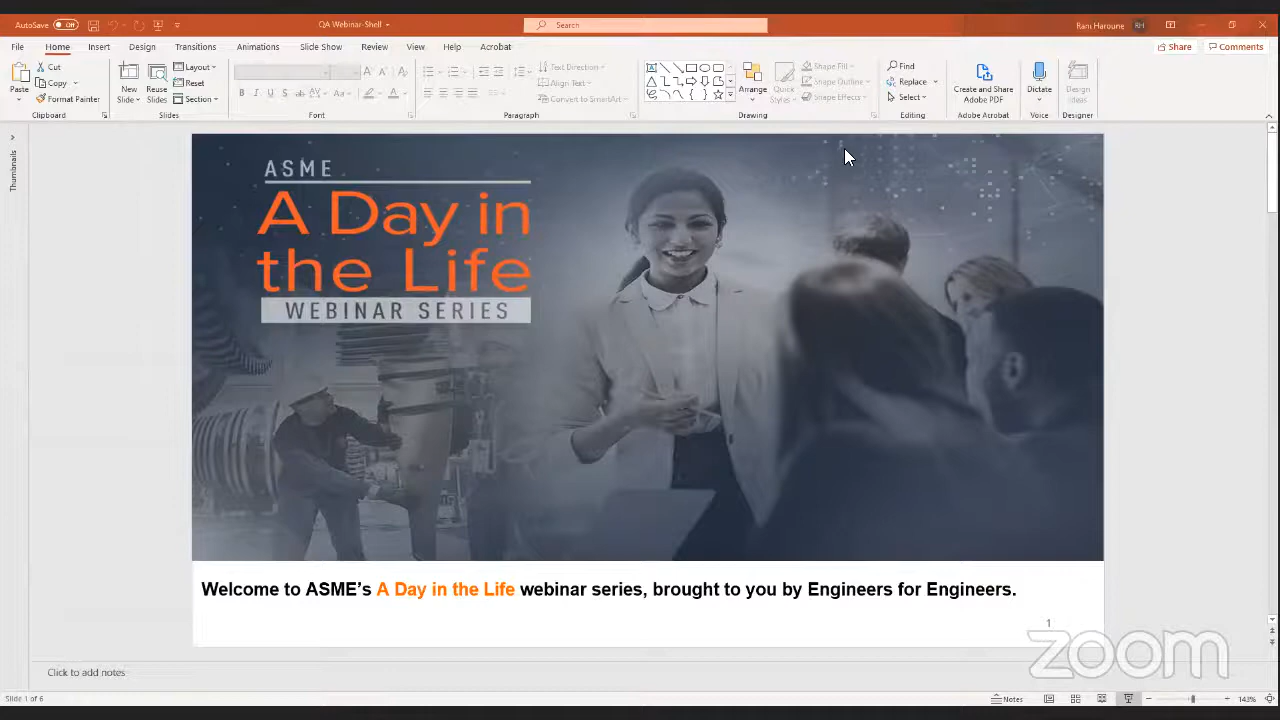 AutoSave Off
QA Webinar-Shell
Search
Rani Haroune RH
File Home Insert Design Transitions Animations Slide Show Review View Help Acrobat
Share Comments
Paste
Cut
Copy
Format Painter
Clipboard
New Slides
Reuse Slides
Layout
Reset
Section
Slides
B I U S ab AV Aa
Font
Text Direction
Align Text
Convert to SmartArt
Paragraph
Arrange
Quick Styles
Shape Fill
Shape Outline
Shape Effects
Drawing
Find
Replace
Select
Editing
Create and Share Adobe PDF
Adobe Acrobat
Dictate
Voice
Design Ideas
Designer
Thumbnails
ASME
A Day in
the Life
WEBINAR SERIES
Welcome to ASME’s A Day in the Life webinar series, brought to you by Engineers for Engineers.
1
zoom
Click to add notes
Slide 1 of 6
Notes
143%